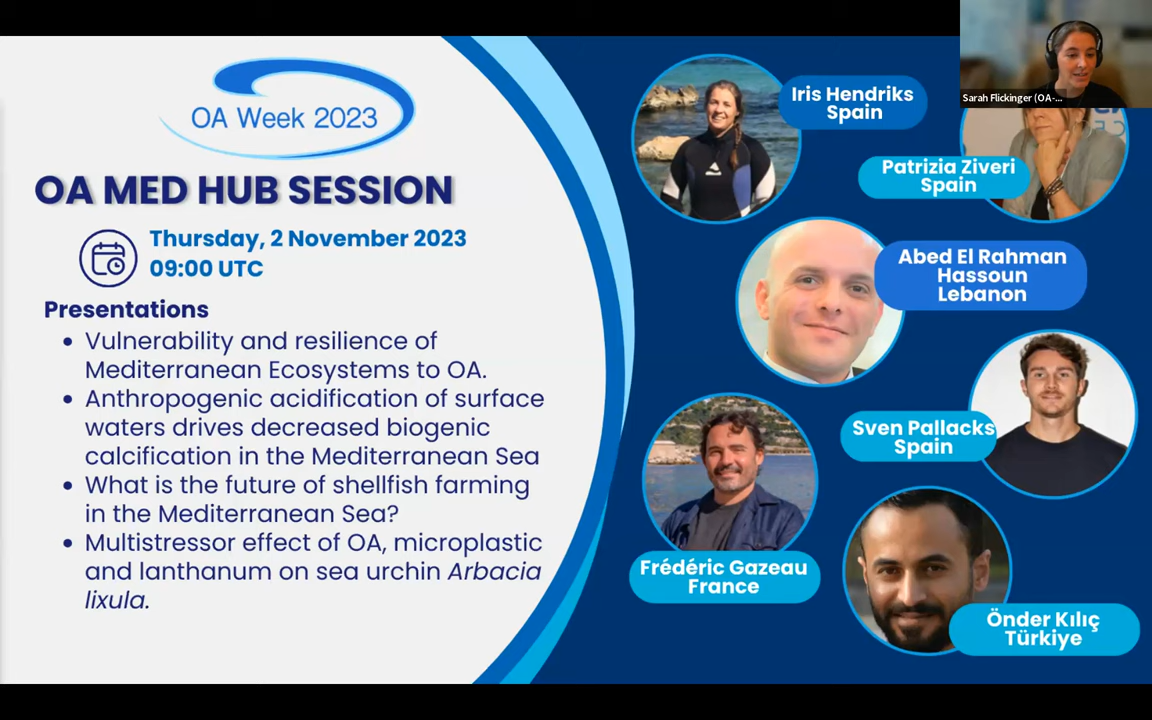 OA Week 2023
OA MED HUB SESSION
Thursday, 2 November 2023
09:00 UTC
Presentations
• Vulnerability and resilience of
Mediterranean Ecosystems to OA.
• Anthropogenic acidification of surface
waters drives decreased biogenic
calcification in the Mediterranean Sea
• What is the future of shellfish farming
in the Mediterranean Sea?
• Multistressor effect of OA, microplastic
and lanthanum on sea urchin Arbacia
lixula.
Iris Hendriks
Spain
Sarah Flickinger (OA-...
Patrizia Ziveri
Spain
Abed El Rahman
Hassoun
Lebanon
Sven Pallacks
Spain
Frédéric Gazeau
France
Önder Kılıç
Türkiye